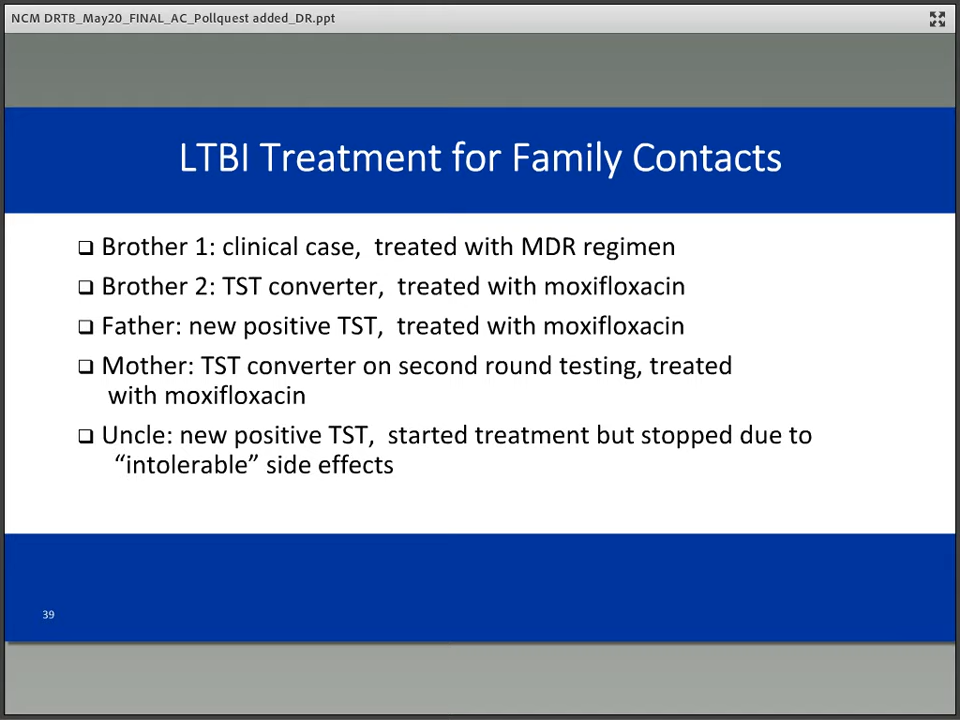 NCM DRTB_May20_FINAL_AC_Pollquest added_DR.ppt
LTBI Treatment for Family Contacts
❑ Brother 1: clinical case,  treated with MDR regimen
❑ Brother 2: TST converter,  treated with moxifloxacin
❑ Father: new positive TST,  treated with moxifloxacin
❑ Mother: TST converter on second round testing, treated
with moxifloxacin
❑ Uncle: new positive TST,  started treatment but stopped due to
“intolerable” side effects
39